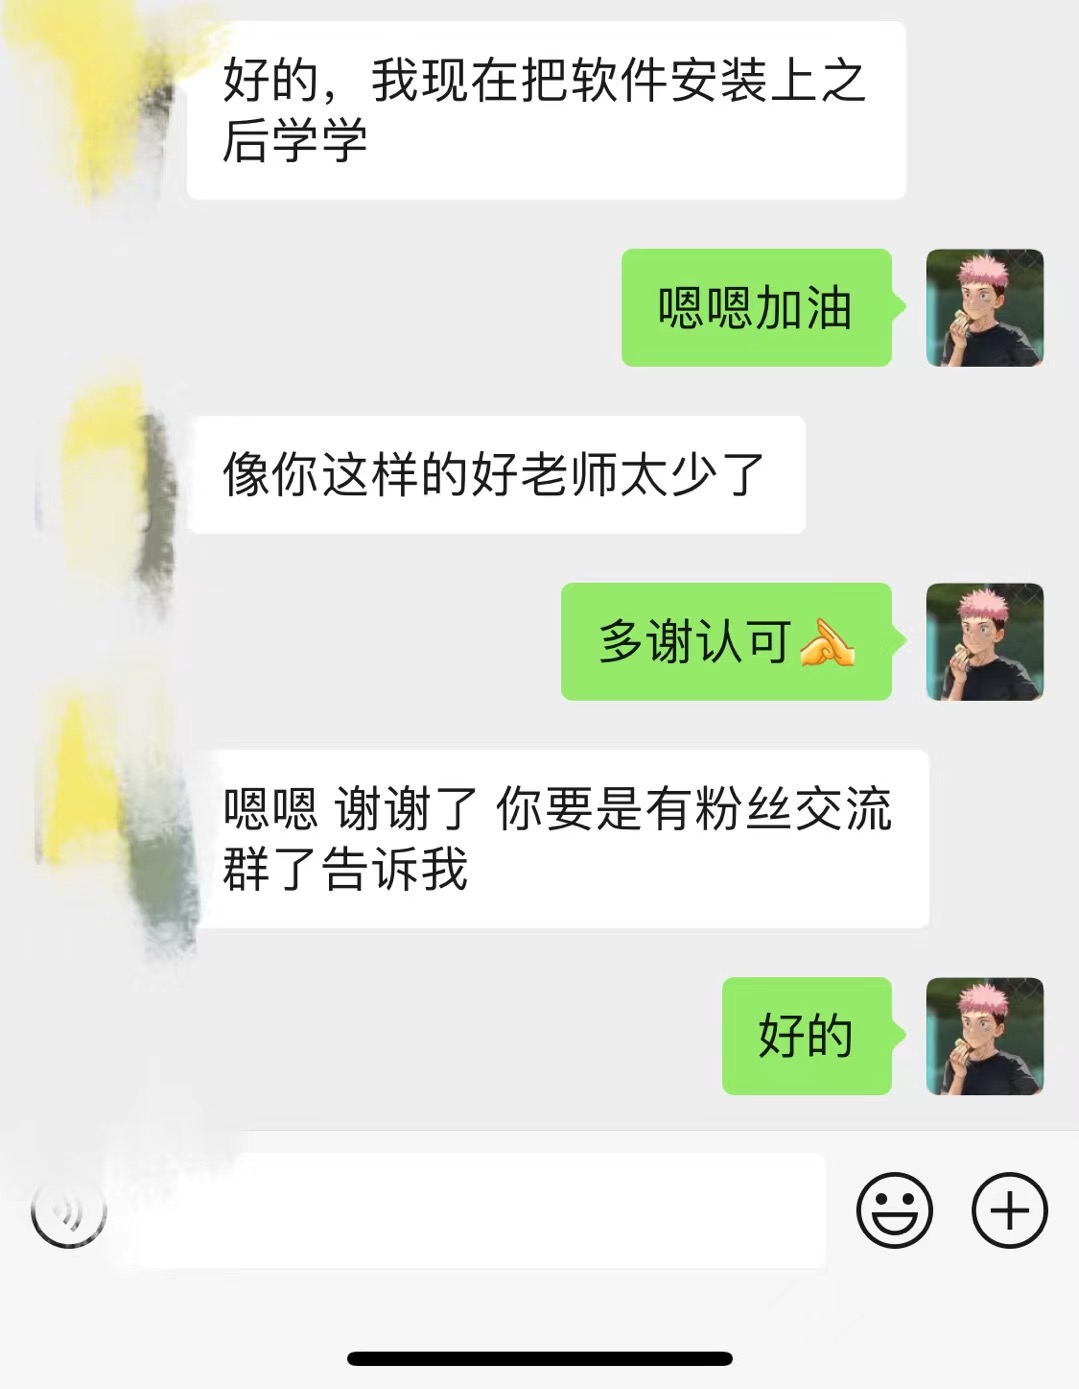 好的，我现在把软件安装上之
后学学
嗯嗯加油
像你这样的好老师太少了
多谢认可
嗯嗯 谢谢了 你要是有粉丝交流
群了告诉我
好的